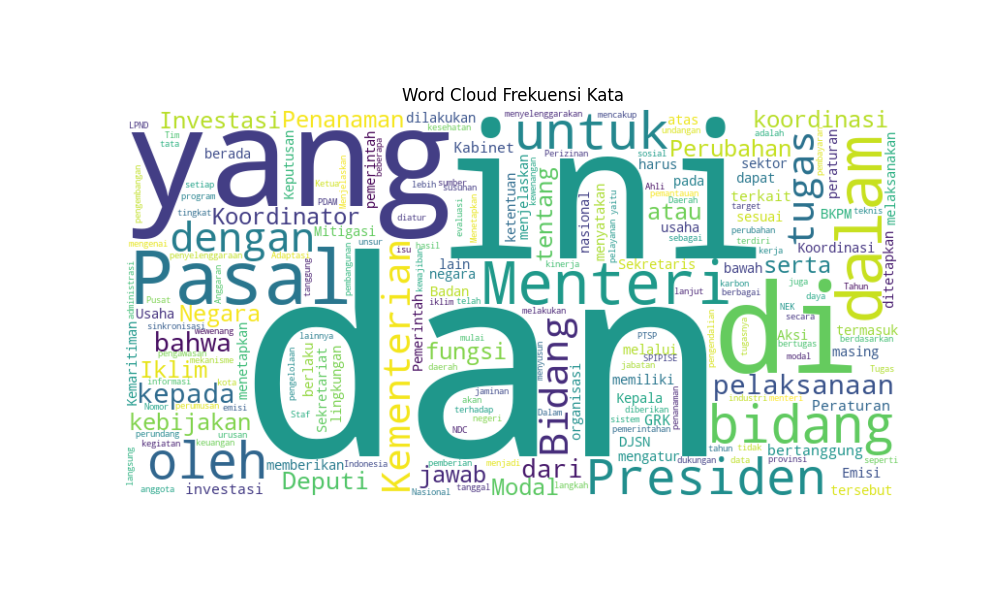 Word Cloud Frekuensi Kata
yang
ini
dan
di
untuk
Pasal
Menteri
dalam
Presiden
bidang
oleh
dengan
Kementerian
Bidang
tugas
Investasi
Penanaman
dilakukan
kesehatan
menyelenggarakan
mencakup
atas
undangan
adalah
koordinasi
LPND
Tim
tata
berada
Keputusan
pemerintah
beberapa
Kabinet
Perizinan
sosial
harus
Perubahan
sektor
pembayaran
peraturan
melaksanakan
pengembangan
setiap
program
tingkat
PDAM
Ketua
Menjelaskan
lebih
sumber
susunan
diatur
evaluasi
Menetapkan
ketentuan
menjelaskan
kewenangan
tentang
nasional
menyatakan
pelayanan
yaitu
Ahli
pemantauan
pada
Daerah
atau
usaha
sebagai
dapat
terkait
target
sesuai
perubahan
terdiri
kerja
BKPM
teknis
Koordinasi
ditetapkan
Koordinator
Mitigasi
mengenai
unsur
isu
hasil
kewajiban
lain
negara
kinerja
Sekretaris
bawah
serta
penyelenggaraan
Adaptasi
Anggaran
tanggung
pembangunan
Badan
iklim
telah
lanjut
karbon
berbagai
juga
Tahun
daya
administrasi
Pusat
Usaha
Negara
menetapkan
sinkronisasi
Wewenang
lainnya
Pemerintah
melakukan
NEK
secara
termasuk
berdasarkan
Kemaritiman
bahwa
pengawasan
mekanisme
Iklim
informasi
kota
kepada
pengelolaan
berlaku
Sekretariat
lingkungan
mulai
fungsi
daerah
menyusun
PTSP
melalui
SPIPISE
jabatan
pengendalian
tugasnya
Aksi
bertugas
modal
masing
Tugas
pelaksanaan
memiliki
organisasi
jaminan
akan
terhadap
negeri
Dalam
NDC
Nomor
perumusan
emisi
kebijakan
Staf
perundang
urusan
kegiatan
keuangan
Kepala
diberikan
sistem
GRK
pemerintahan
penanaman
industri
menteri
Peraturan
DJSN
tahun
tidak
bertanggung
mengatur
dukungan
data
provinsi
seperti
langsung
memberikan
Indonesia
pemberian
menjadi
dari
jawab
Deputi
anggota
investasi
Nasional
tanggal
Modal
langkah
Emisi
tersebut